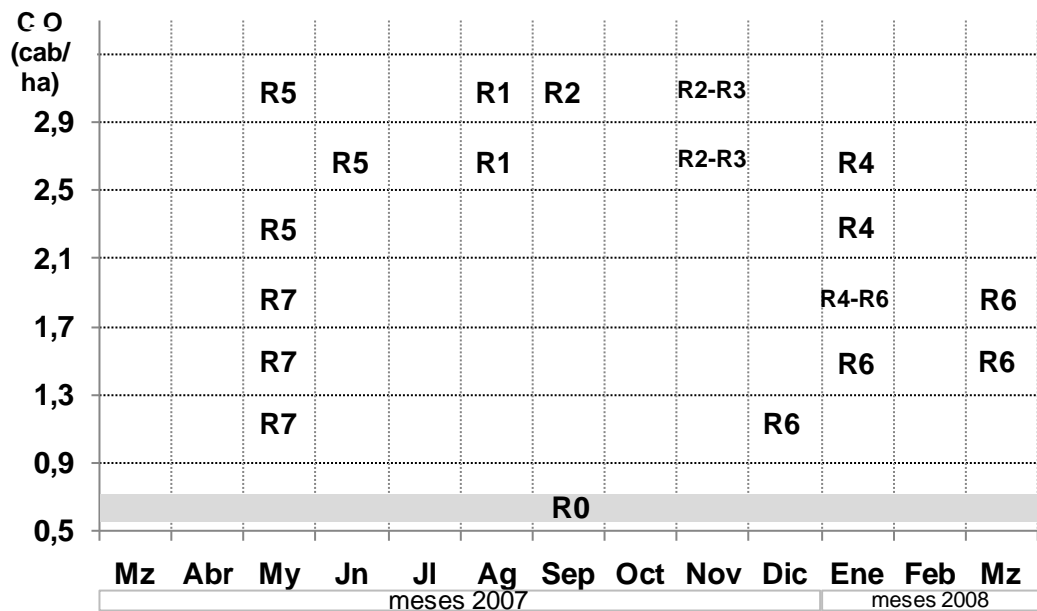 C O
(cab/
ha)
R5 R1 R2 R2-R3
2,9
R5 R1 R2-R3 R4
2,5
R5 R4
2,1
R7 R4-R6 R6
1,7
R7 R6 R6
1,3
R7 R6
0,9
R0
0,5
Mz Abr My Jn Jl Ag Sep Oct Nov Dic Ene Feb Mz
meses 2007 meses 2008